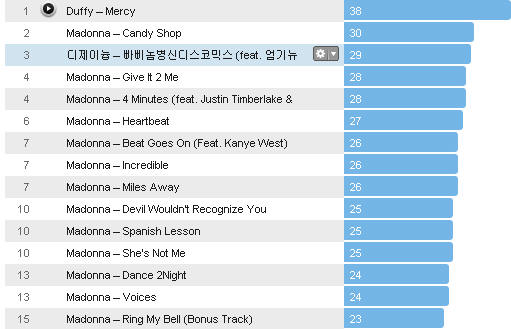 1 Duffy – Mercy 38
2 Madonna – Candy Shop 30
3 디제이늉 – 빠삐놈병신디스코믹스 (feat. 엄기뉴 29
4 Madonna – Give It 2 Me 28
4 Madonna – 4 Minutes (feat. Justin Timberlake & 28
6 Madonna – Heartbeat 27
7 Madonna – Beat Goes On (Feat. Kanye West) 26
7 Madonna – Incredible 26
7 Madonna – Miles Away 26
10 Madonna – Devil Wouldn't Recognize You 25
10 Madonna – Spanish Lesson 25
10 Madonna – She's Not Me 25
13 Madonna – Dance 2Night 24
13 Madonna – Voices 24
15 Madonna – Ring My Bell (Bonus Track) 23